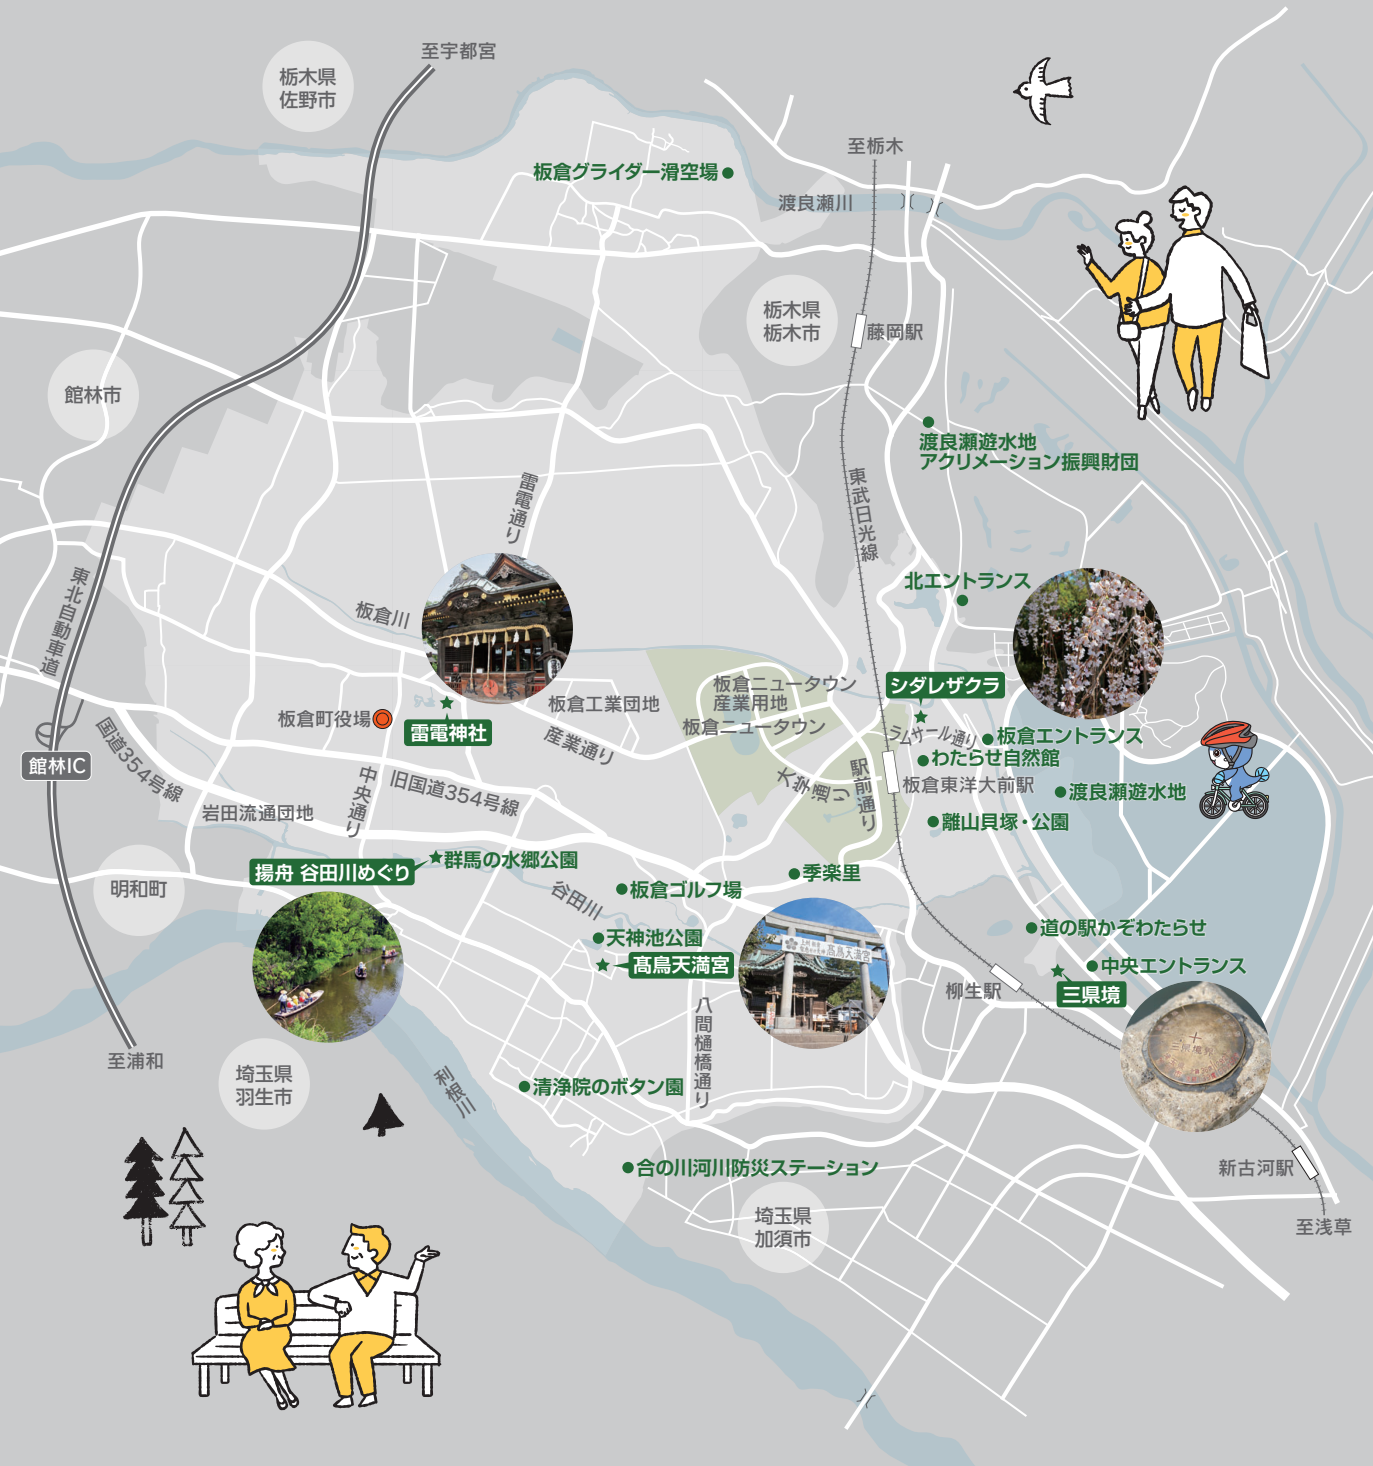 至宇都宮
栃木県
佐野市
至栃木
板倉グライダー滑空場
渡良瀬川
栃木県
栃木市
藤岡駅
館林市
渡良瀬遊水地
アクリメーション振興財団
東武日光線
雷電通り
東北自動車道
板倉川
北エントランス
シダレザクラ
板倉ニュータウン
産業用地
板倉ニュータウン
板倉工業団地
板倉町役場
雷電神社
産業通り
ラムサール通り
板倉エントランス
わたらせ自然館
板倉東洋大前駅
渡良瀬遊水地
離山貝塚・公園
大学通り
駅前通り
館林IC
国道354号線
中央通り
旧国道354号線
岩田流通団地
揚舟 谷田川めぐり
群馬の水郷公園
季楽里
明和町
谷田川
板倉ゴルフ場
天神池公園
髙鳥天満宮
髙鳥天満宮
道の駅かぞわたらせ
中央エントランス
三県境
柳生駅
三県境界
八間樋橋通り
至浦和
埼玉県
羽生市
利根川
清浄院のボタン園
合の川河川防災ステーション
埼玉県
加須市
新古河駅
至浅草